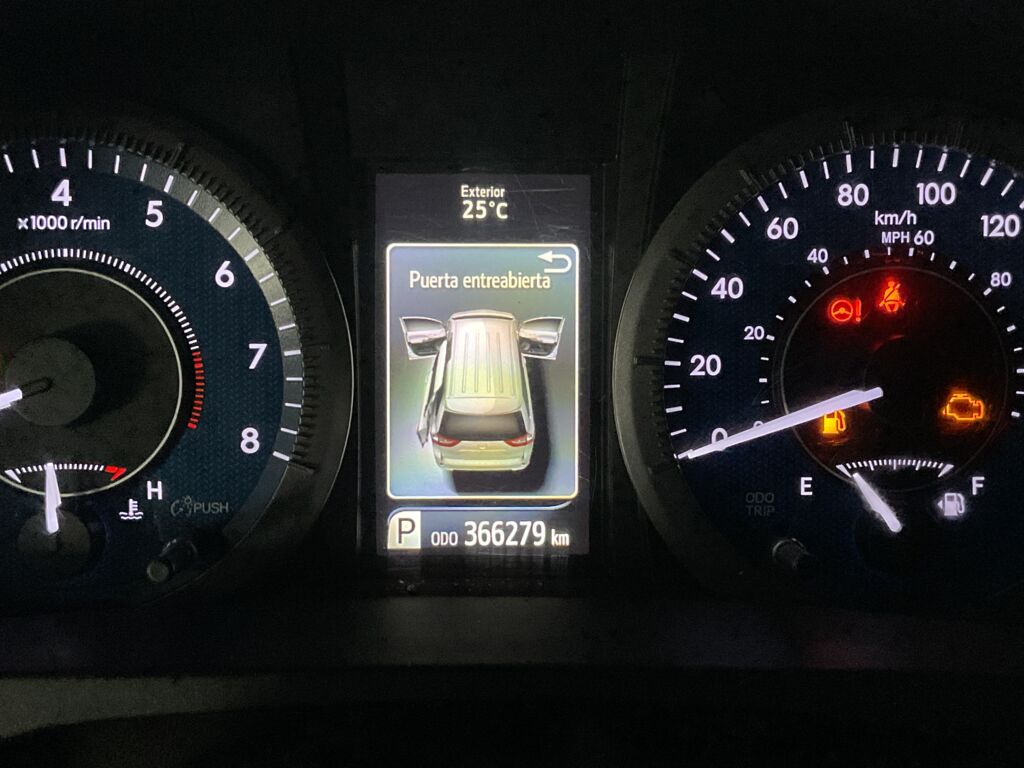 Exterior
25°C
Puerta entreabierta
P ODO 366279 km
4
5
6
7
8
x1000 r/min
H
PUSH
0
20
40
60
80
100
120
km/h
MPH
20
40
60
80
ODO
TRIP
E
F